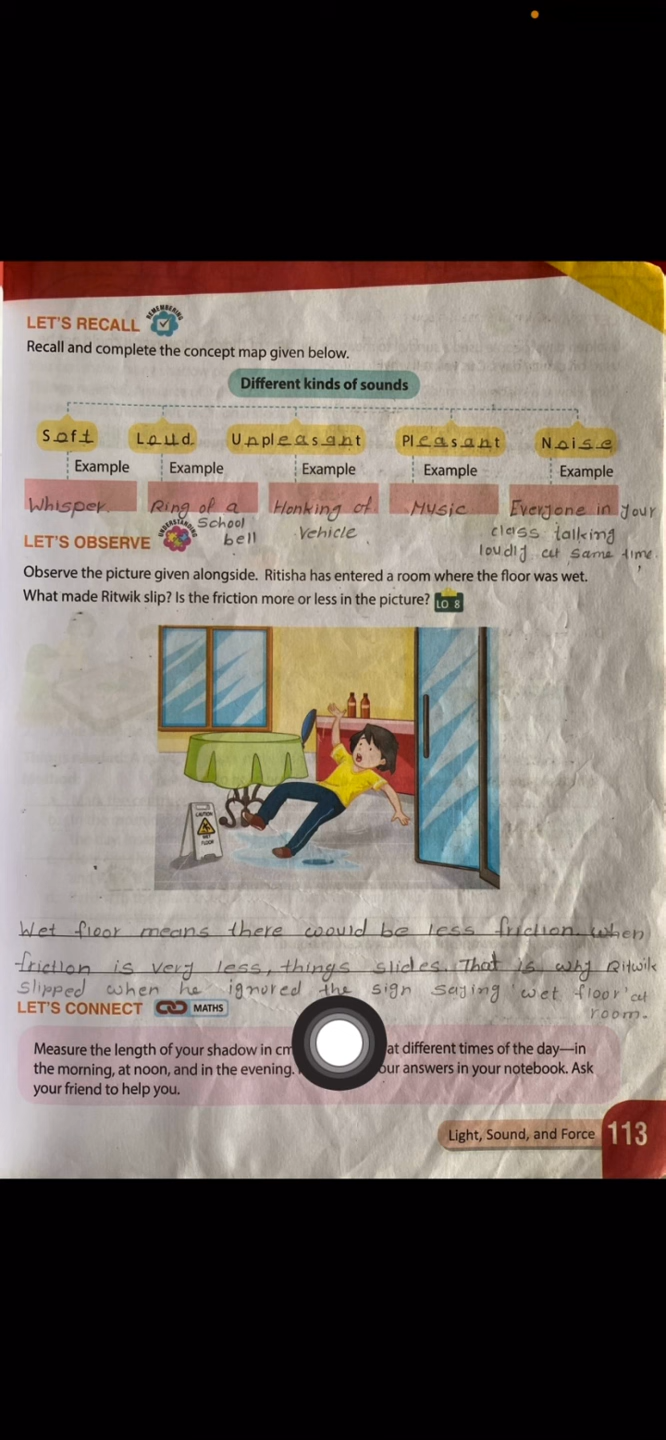 REMEMBERING
LET'S RECALL
Recall and complete the concept map given below.
Different kinds of sounds
Soft Loud Unpleasant Pleasant Noise
Example Example Example Example Example
Whisper. Ring of a Honking of Music Everyone in your
School vehicle. class talking
bell loudly at same time.
UNDERSTANDING
LET'S OBSERVE
Observe the picture given alongside. Ritisha has entered a room where the floor was wet.
What made Ritwik slip? Is the friction more or less in the picture? LO 8
CAUTION
WET
FLOOR
Wet floor means there would be less friction. when
friction is very less, things slides. That is why Ritwik
slipped when he ignored the sign saying 'wet floor' at
room.
LET'S CONNECT MATHS
Measure the length of your shadow in cm at different times of the day—in
the morning, at noon, and in the evening. our answers in your notebook. Ask
your friend to help you.
Light, Sound, and Force 113